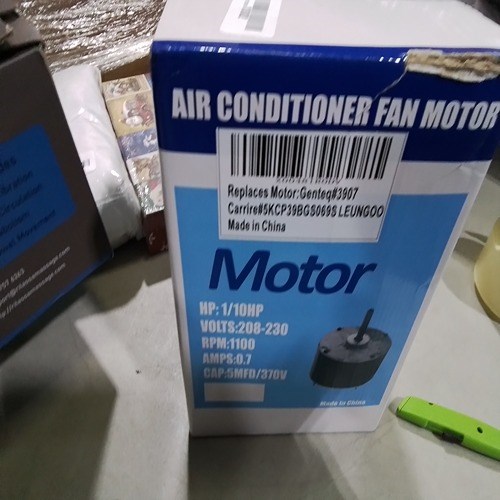 AIR CONDITIONER FAN MOTOR
Replaces Motor:Genteq#3907
Carrire#5KCP39BGS069S LEUNGOO
Made in China
Motor
HP: 1/10HP
VOLTS:208-230
RPM:1100
AMPS:0.7
CAP:5MFD/370V
Made in China